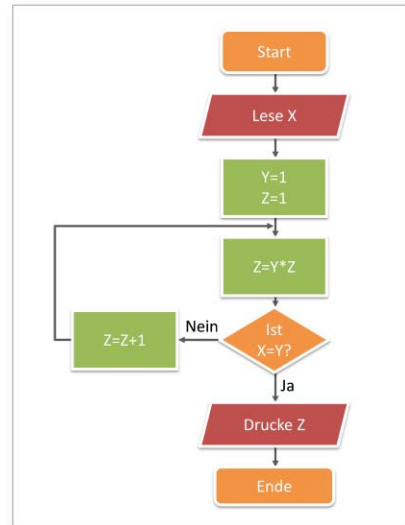 Start
Lese X
Y=1
Z=1
Z=Y*Z
Ist
X=Y?
Nein
Z=Z+1
Ja
Drucke Z
Ende